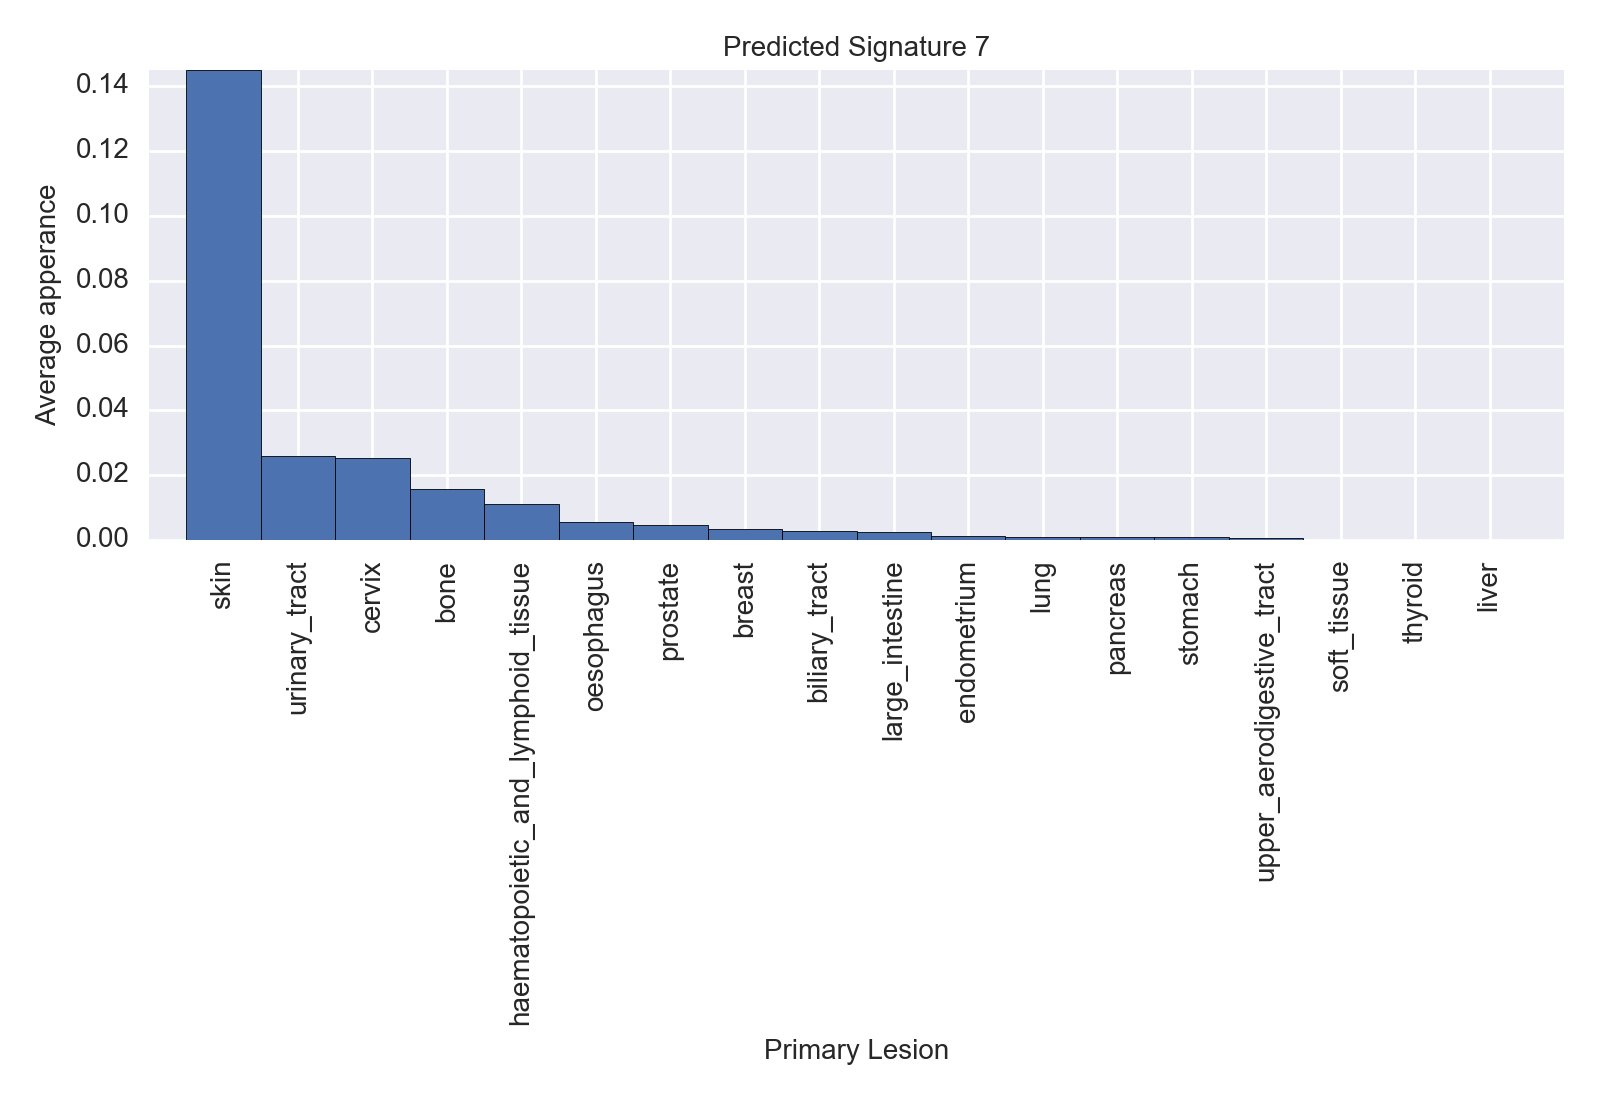 Predicted Signature 7
Average apperance
0.14
0.12
0.10
0.08
0.06
0.04
0.02
0.00
skin
urinary_tract
cervix
bone
haematopoietic_and_lymphoid_tissue
oesophagus
prostate
breast
biliary_tract
large_intestine
endometrium
lung
pancreas
stomach
upper_aerodigestive_tract
soft_tissue
thyroid
liver
Primary Lesion